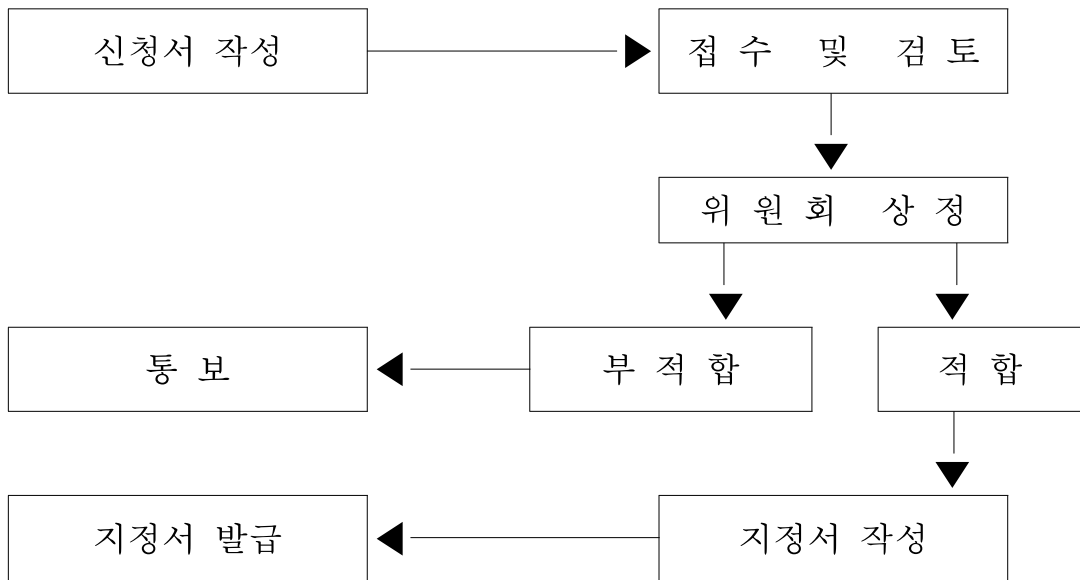 신청서 작성
접 수 및 검 토
위 원 회 상 정
통 보
부 적 합
적 합
지정서 발급
지정서 작성